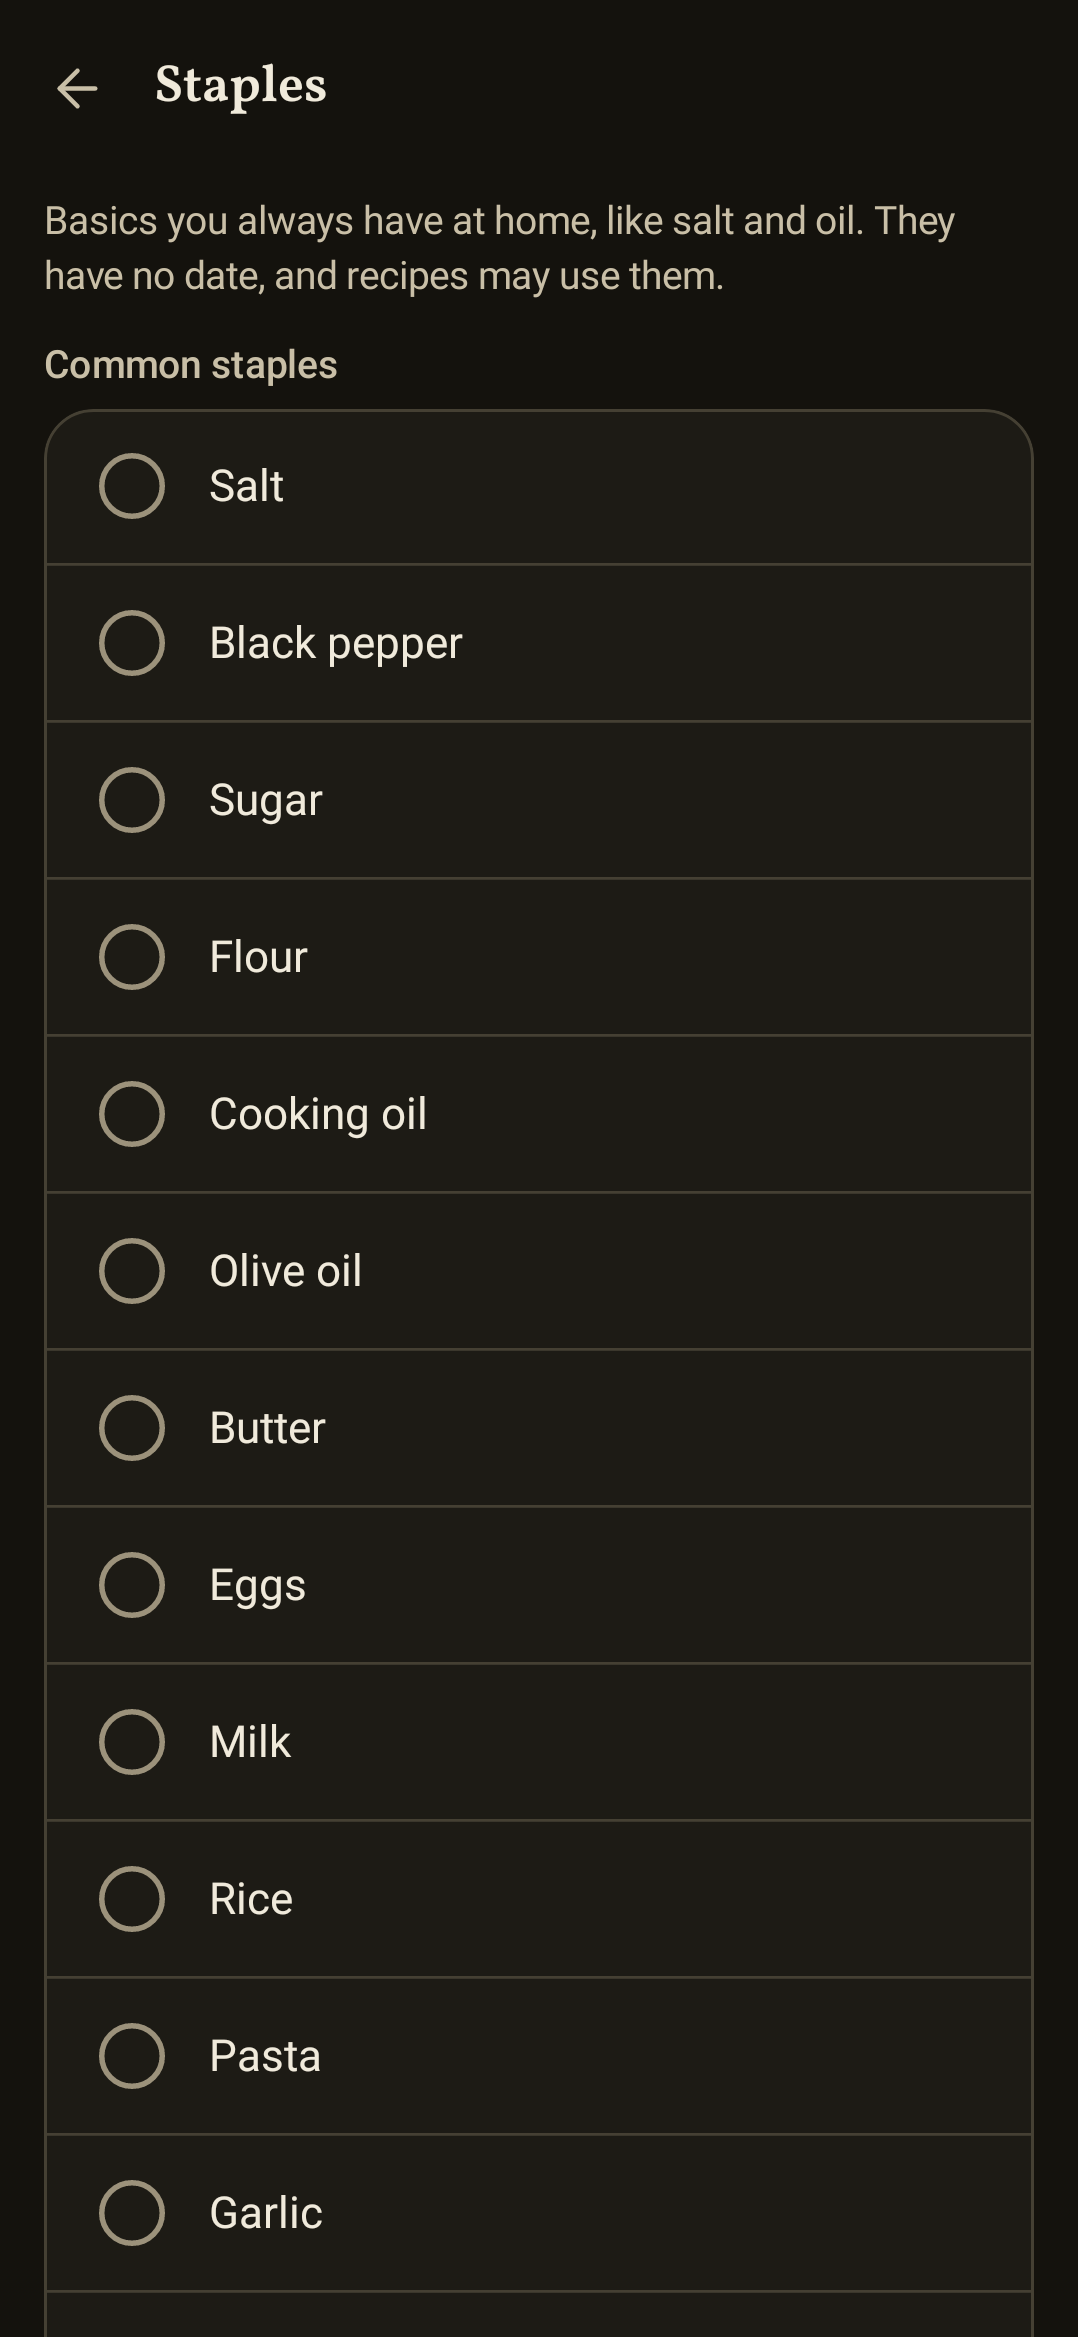 Staples
Basics you always have at home, like salt and oil. They
have no date, and recipes may use them.
Common staples
Salt
Black pepper
Sugar
Flour
Cooking oil
Olive oil
Butter
Eggs
Milk
Rice
Pasta
Garlic